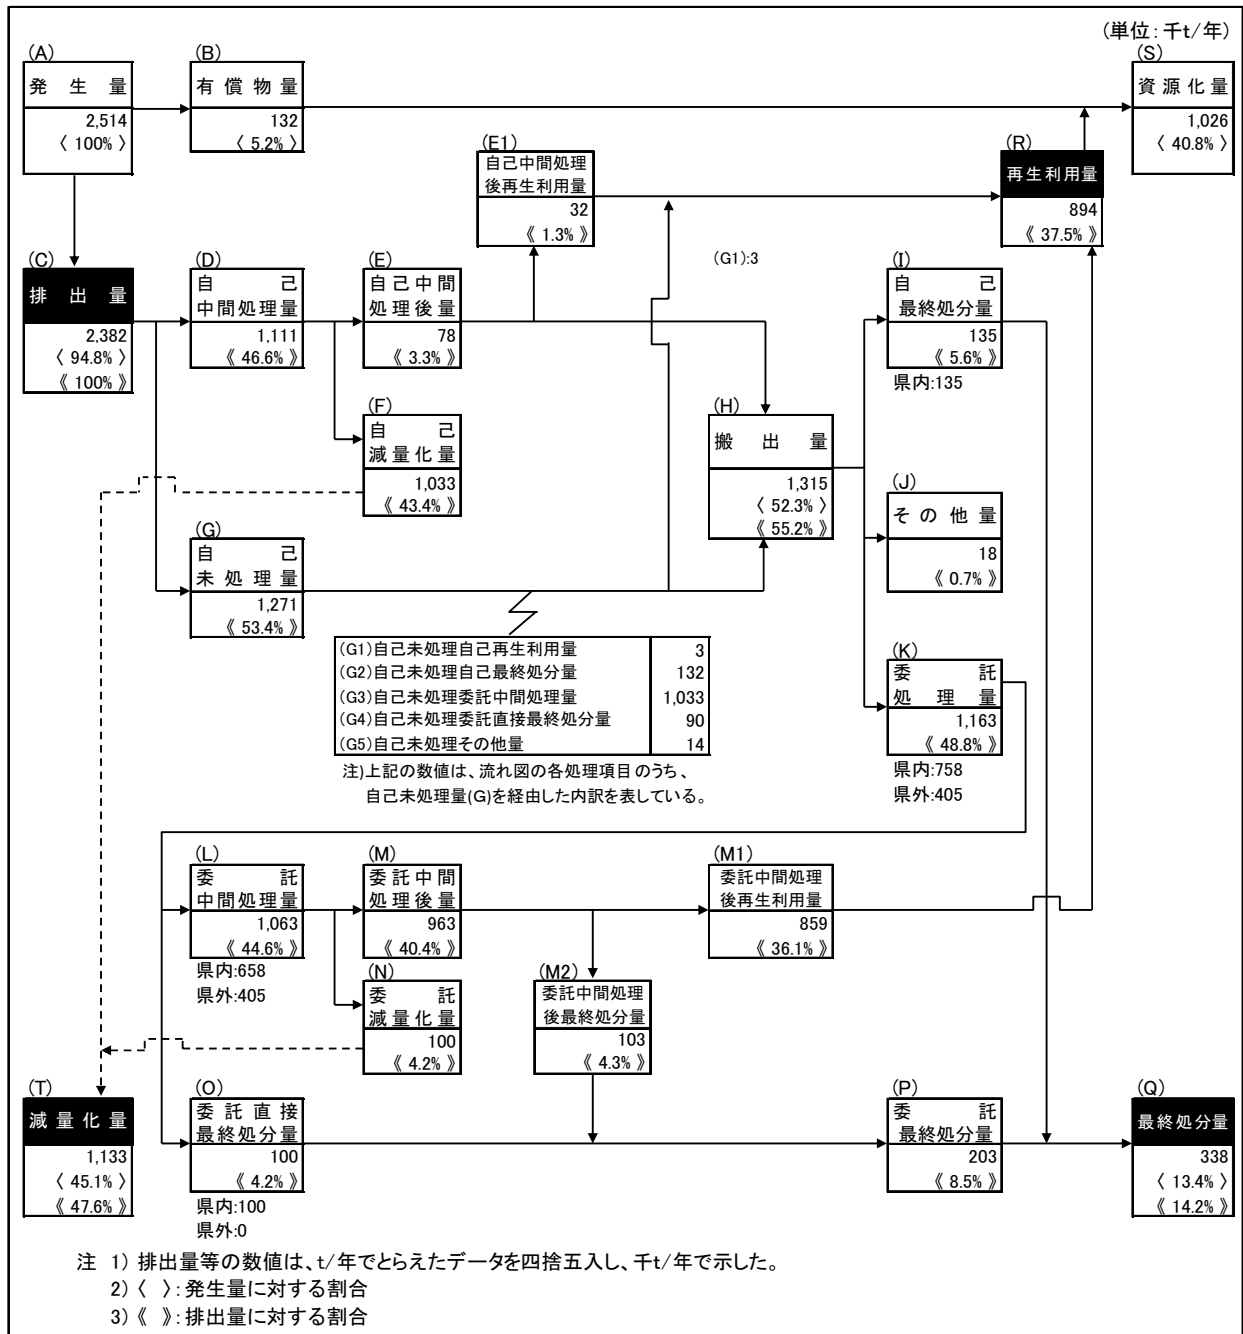 (単位:千t/年)
(A)
発生量
2,514
〈 100% 〉
(B)
有償物量
132
〈 5.2% 〉
(S)
資源化量
1,026
〈 40.8% 〉
(E1)
自己中間処理
後再生利用量
32
《 1.3% 》
(R)
再生利用量
894
《 37.5% 》
(G1):3
(C)
排出量
2,382
〈 94.8% 〉
《 100% 》
(D)
自己
中間処理量
1,111
《 46.6% 》
(E)
自己中間
処理後量
78
《 3.3% 》
(I)
自己
最終処分量
135
《 5.6% 》
県内:135
(F)
自己
減量化量
1,033
《 43.4% 》
(H)
搬出量
1,315
〈 52.3% 〉
《 55.2% 》
(J)
その他量
18
《 0.7% 》
(G)
自己
未処理量
1,271
《 53.4% 》
(G1)自己未処理自己再生利用量 3
(G2)自己未処理自己最終処分量 132
(G3)自己未処理委託中間処理量 1,033
(G4)自己未処理委託直接最終処分量 90
(G5)自己未処理その他量 14
注)上記の数値は、流れ図の各処理項目のうち、
自己未処理量(G)を経由した内訳を表している。
(K)
委託
処理量
1,163
《 48.8% 》
県内:758
県外:405
(L)
委託
中間処理量
1,063
《 44.6% 》
県内:658
県外:405
(M)
委託中間
処理後量
963
《 40.4% 》
(M1)
委託中間処理
後再生利用量
859
《 36.1% 》
(N)
委託
減量化量
100
《 4.2% 》
(M2)
委託中間処理
後最終処分量
103
《 4.3% 》
(T)
減量化量
1,133
〈 45.1% 〉
《 47.6% 》
(O)
委託直接
最終処分量
100
《 4.2% 》
県内:100
県外:0
(P)
委託
最終処分量
203
《 8.5% 》
(Q)
最終処分量
338
〈 13.4% 〉
《 14.2% 》
注 1) 排出量等の数値は、t/年でとらえたデータを四捨五入し、千t/年で示した。
2) 〈 〉: 発生量に対する割合
3) 《 》: 排出量に対する割合